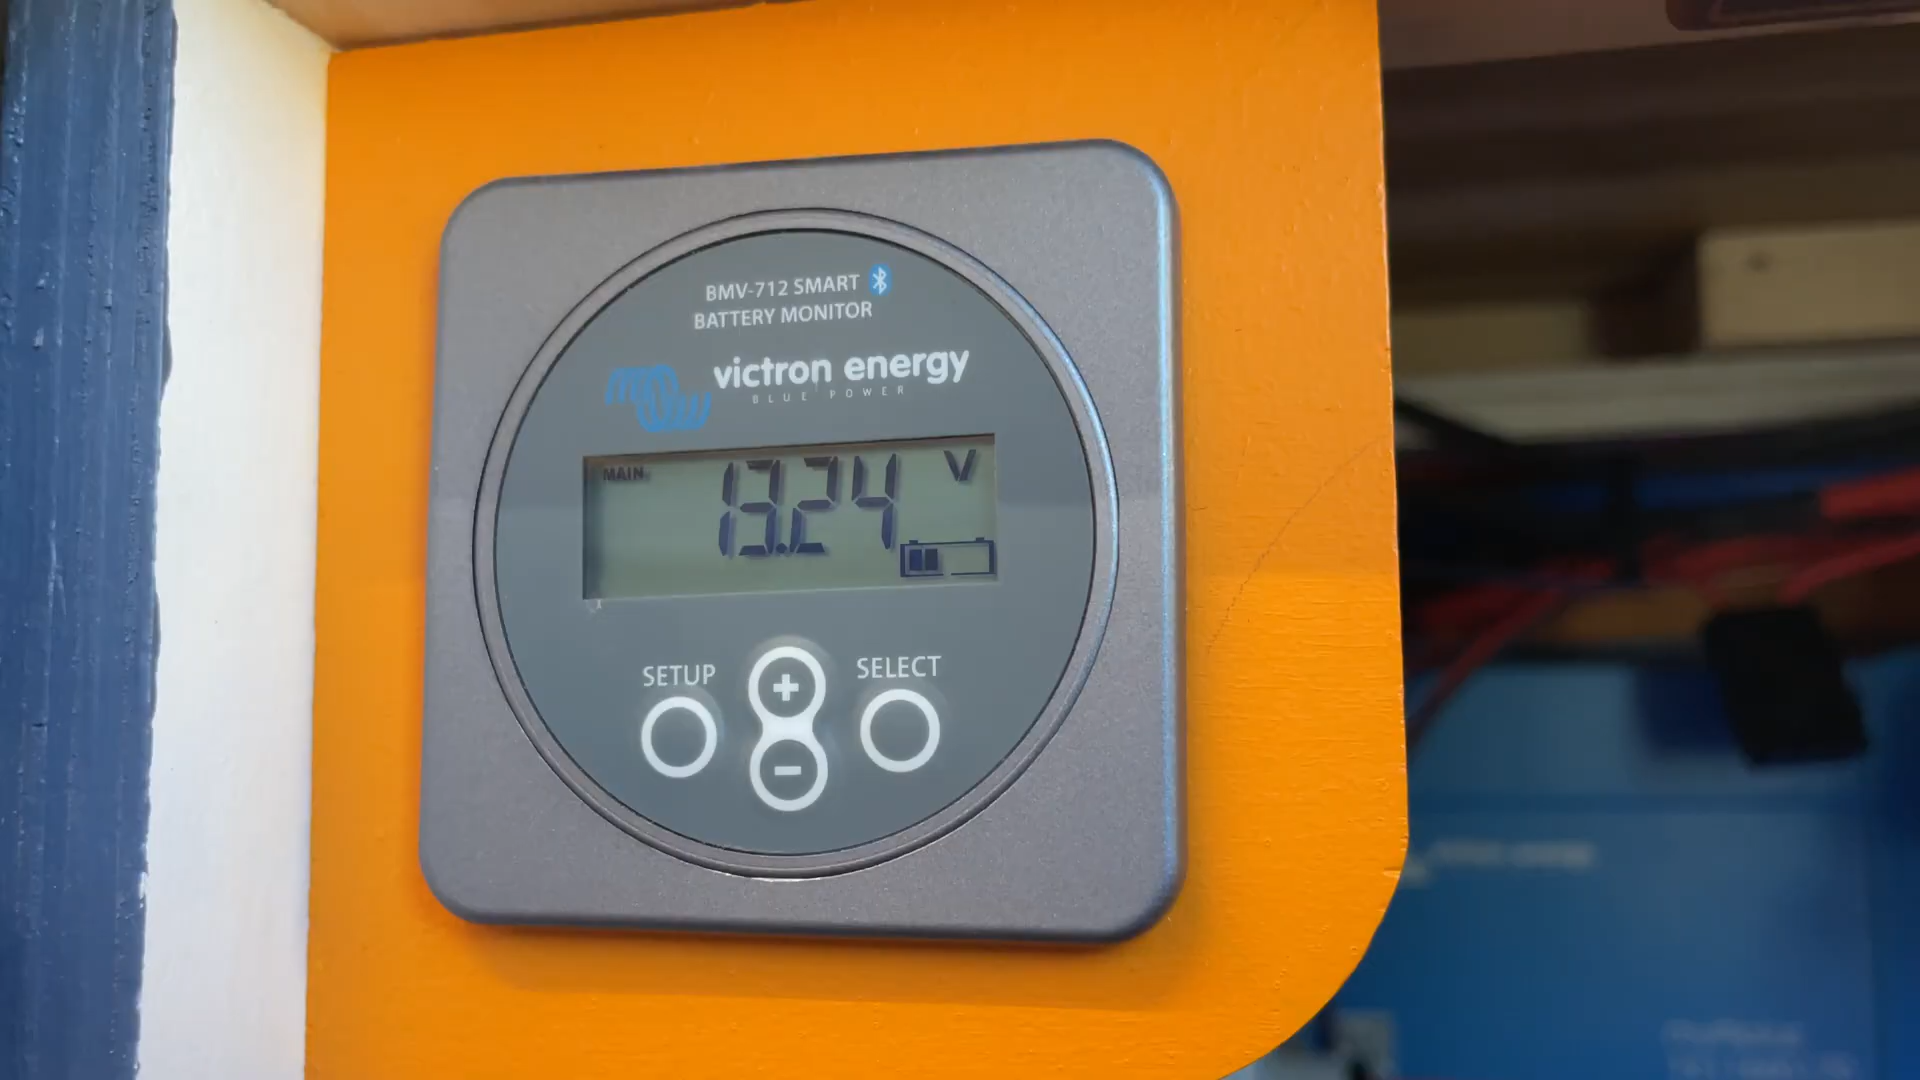 BMV-712 SMART
BATTERY MONITOR
victron energy
BLUE POWER
MAIN
13.24 V
SETUP
+
SELECT
-